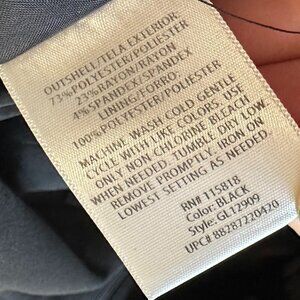 OUTSHELL/TELA EXTERIOR:
73%POLYESTER/POLIESTER
23%RAYON/RAYON
4%SPANDEX/SPANDEX
LINING/FORRO:
100%POLYESTER/POLIESTER
MACHINE WASH COLD GENTLE
CYCLE WITH LIKE COLORS. USE
ONLY NON CHLORINE BLEACH
WHEN NEEDED. TUMBLE DRY LOW.
REMOVE PROMPTLY, IRON ON
LOWEST SETTING AS NEEDED.
RN# 115818
Color: BLACK
Style: GL12909
UPC# 88287220420